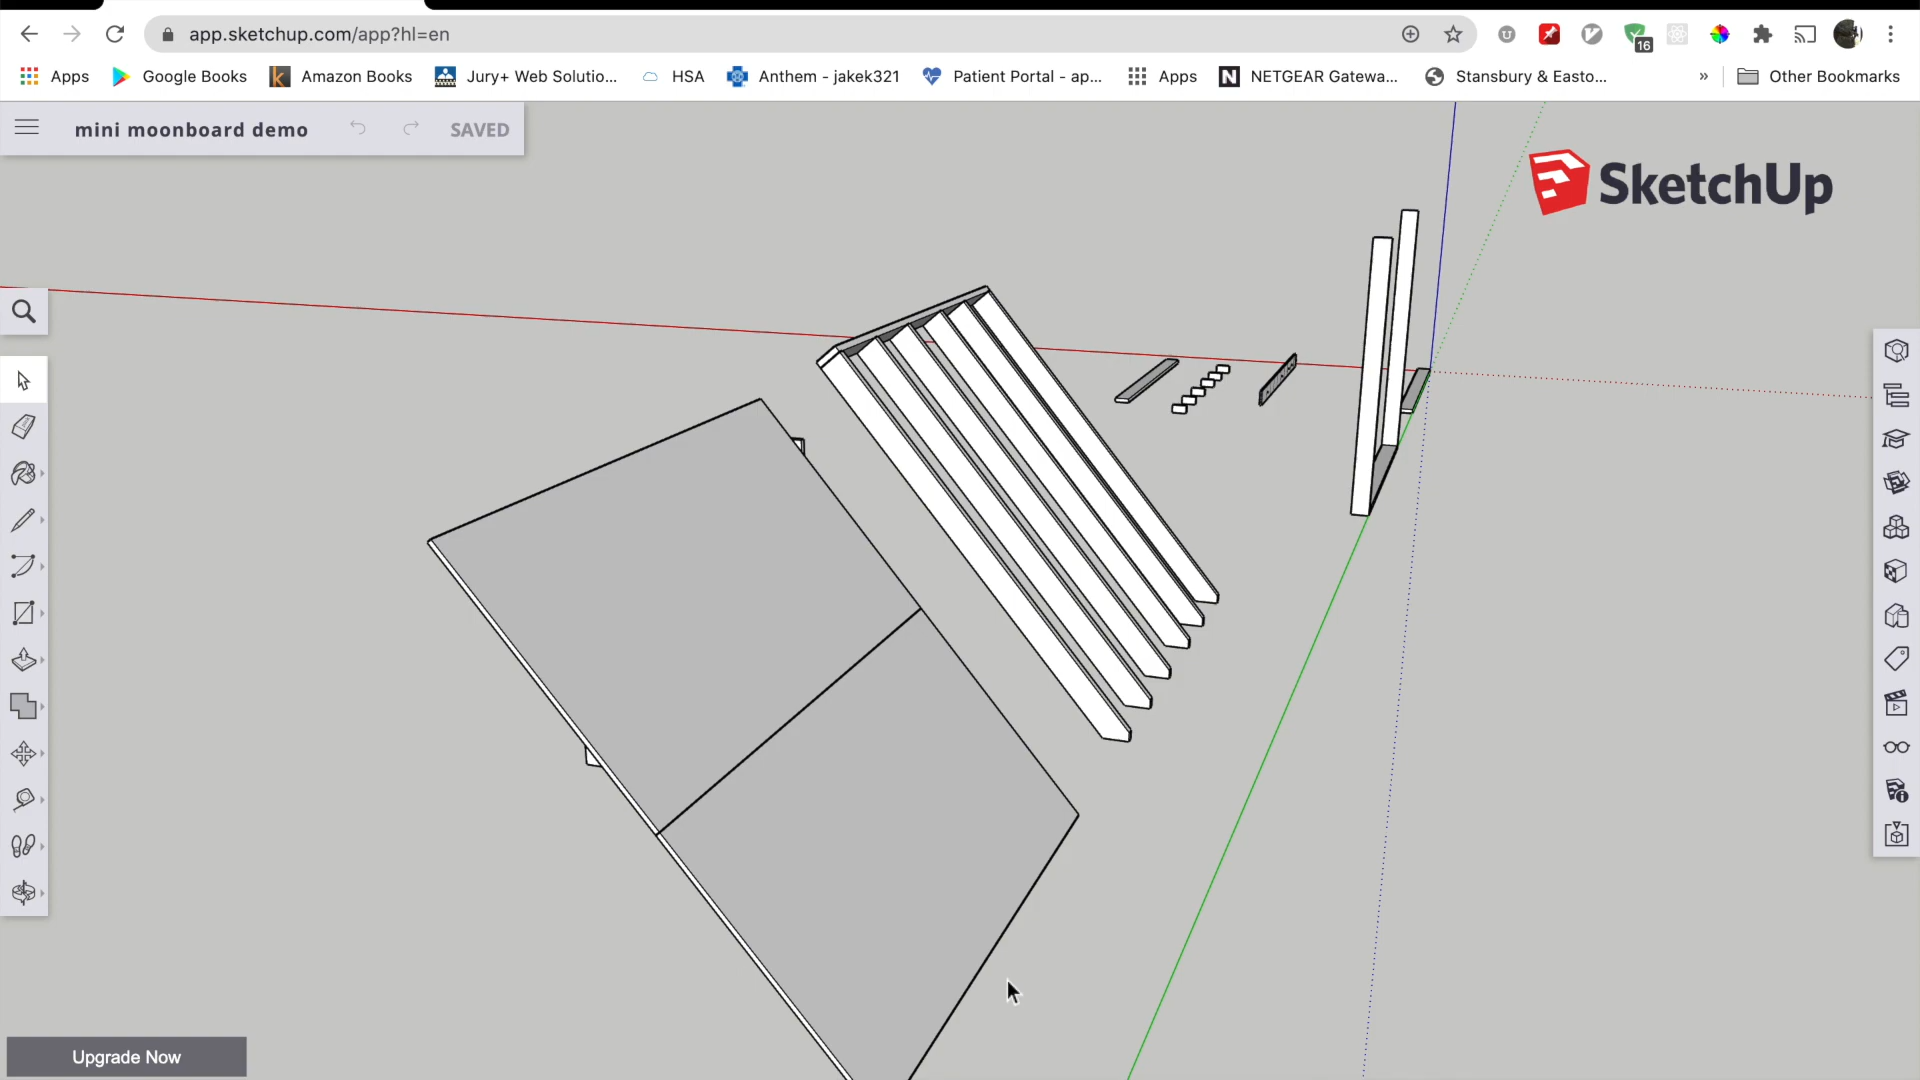 app.sketchup.com/app?hl=en
16
Apps Google Books Amazon Books Jury+ Web Solutio... HSA Anthem - jakek321 Patient Portal - ap... Apps NETGEAR Gatewa... Stansbury & Easto... » Other Bookmarks
mini moonboard demo SAVED
SketchUp
Upgrade Now